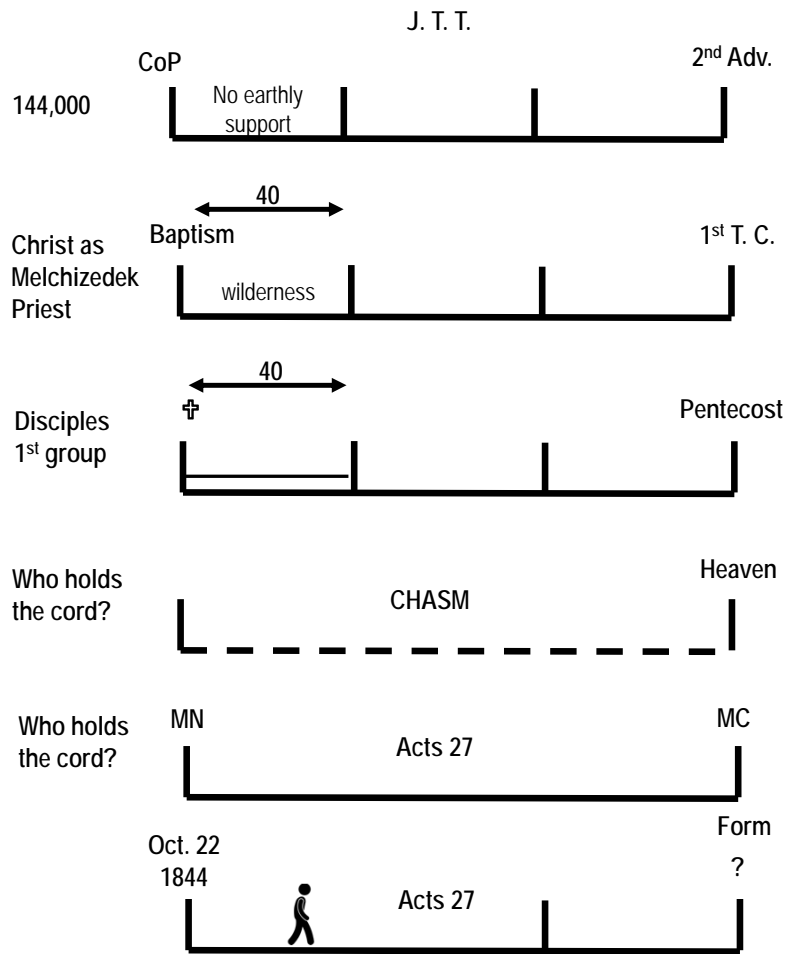 J. T. T.
CoP
2nd Adv.
144,000
No earthly
support
40
Baptism
1st T. C.
Christ as
Melchizedek
Priest
wilderness
40
Pentecost
Disciples
1st group
Heaven
Who holds
the cord?
CHASM
MN
MC
Who holds
the cord?
Acts 27
Form
?
Oct. 22
1844
Acts 27